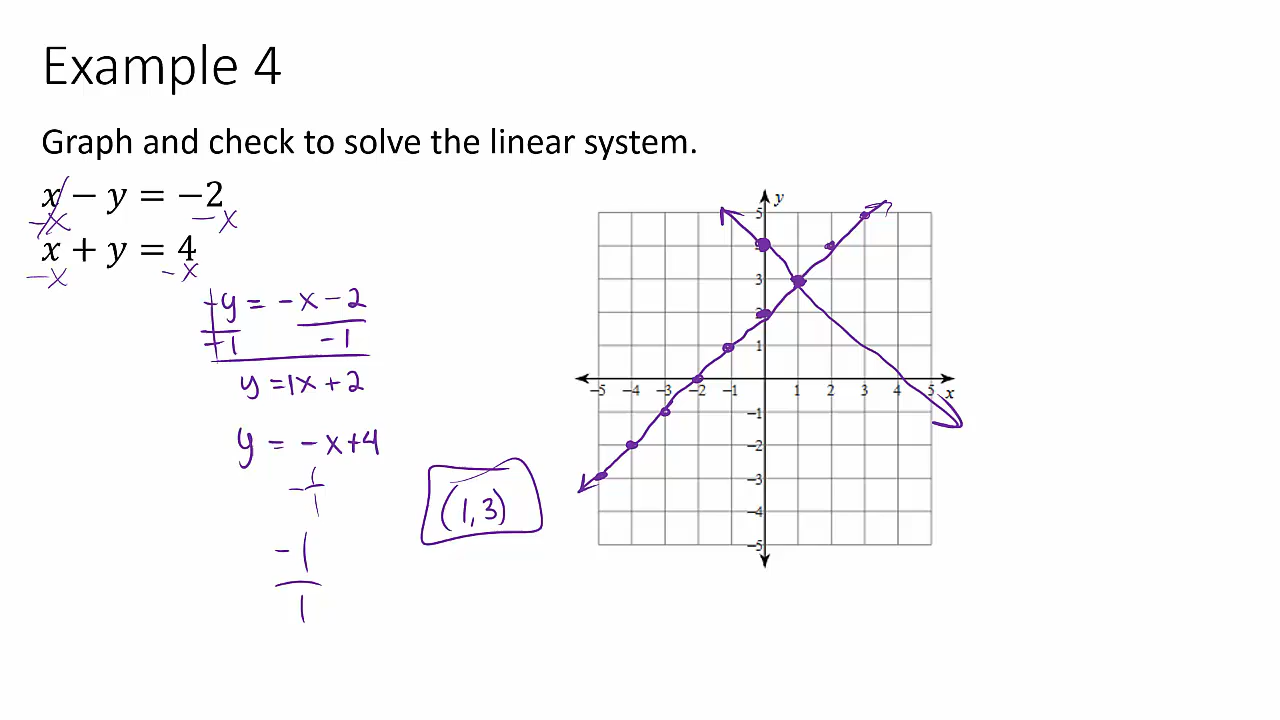 Example 4
Graph and check to solve the linear system.
x − y = −2
−x −x
x + y = 4
−x −x
−y = −x − 2
−1 −1
y = 1x + 2
y = −x + 4
−1
1
−1
1
(1, 3)
y
5
3
2
1
−5 −4 −3 −2 −1 1 2 3 4 5 x
−1
−2
−3
−4
−5